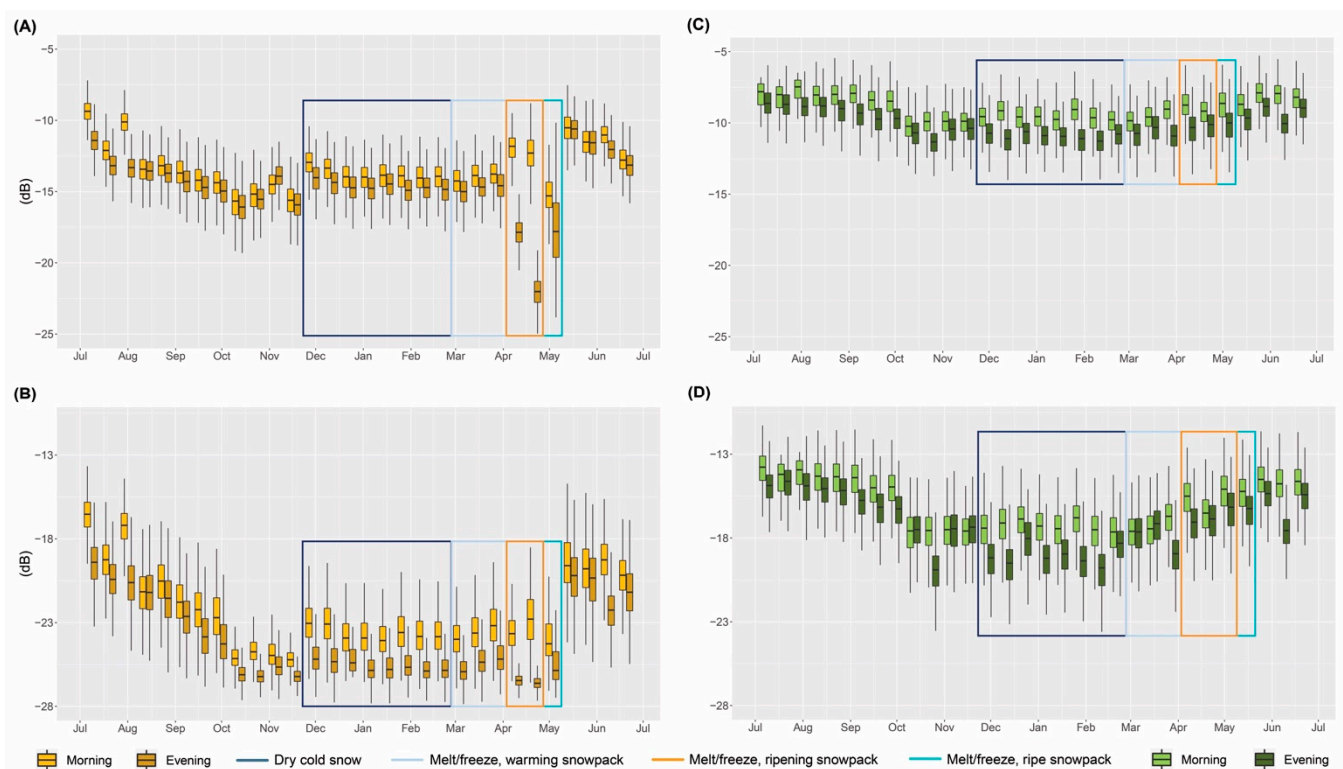 (A)
(dB)
−5
−10
−15
−20
−25
Jul Aug Sep Oct Nov Dec Jan Feb Mar Apr May Jun Jul
(C)
(dB)
−5
−10
−15
−20
−25
Jul Aug Sep Oct Nov Dec Jan Feb Mar Apr May Jun Jul
(B)
(dB)
−13
−18
−23
−28
Jul Aug Sep Oct Nov Dec Jan Feb Mar Apr May Jun Jul
(D)
(dB)
−13
−18
−23
−28
Jul Aug Sep Oct Nov Dec Jan Feb Mar Apr May Jun Jul
Morning Evening Dry cold snow Melt/freeze, warming snowpack Melt/freeze, ripening snowpack Melt/freeze, ripe snowpack Morning Evening